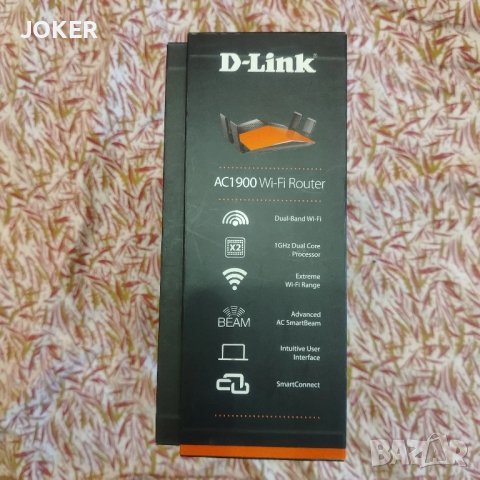 JOKER
D-Link®
AC1900 Wi-Fi Router
Dual-Band Wi-Fi
X2
1GHz Dual Core
Processor
Extreme
Wi-Fi Range
BEAM
Advanced
AC SmartBeam
Intuitive User
Interface
SmartConnect
BAZAR